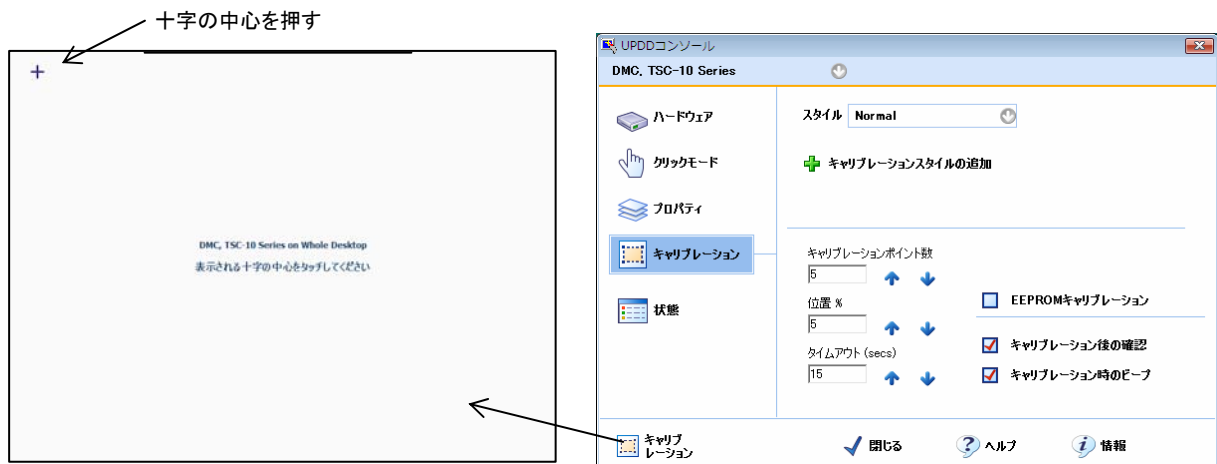 十字の中心を押す
DMC, TSC-10 Series on Whole Desktop
表示される十字の中心をタッチしてください
UPDDコンソール
DMC, TSC-10 Series
ハードウェア
クリックモード
プロパティ
キャリブレーション
状態
スタイル Normal
キャリブレーションスタイルの追加
キャリブレーションポイント数
5
位置 %
5
タイムアウト (secs)
15
EEPROMキャリブレーション
キャリブレーション後の確認
キャリブレーション時のビープ
キャリブ
レーション
閉じる
ヘルプ
情報